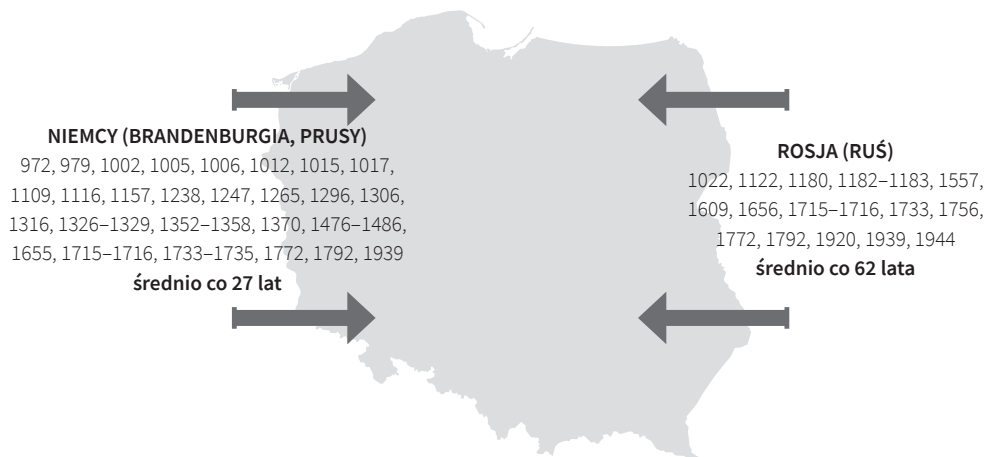 NIEMCY (BRANDENBURGIA, PRUSY)
972, 979, 1002, 1005, 1006, 1012, 1015, 1017,
1109, 1116, 1157, 1238, 1247, 1265, 1296, 1306,
1316, 1326–1329, 1352–1358, 1370, 1476–1486,
1655, 1715–1716, 1733–1735, 1772, 1792, 1939
średnio co 27 lat
ROSJA (RUŚ)
1022, 1122, 1180, 1182–1183, 1557,
1609, 1656, 1715–1716, 1733, 1756,
1772, 1792, 1920, 1939, 1944
średnio co 62 lata